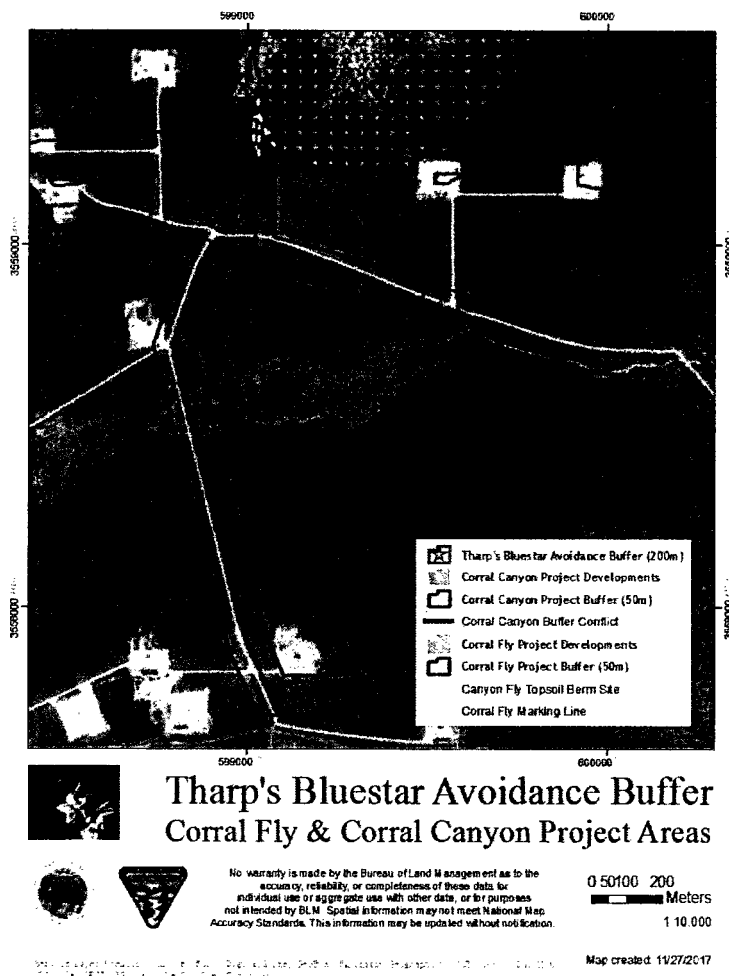 599000
600000
3559000
3559000
Tharp's Bluestar Avoidance Buffer (200m)
Corral Canyon Project Developments
Corral Canyon Project Buffer (50m)
Corral Canyon Buffer Conflict
Corral Fly Project Developments
Corral Fly Project Buffer (50m)
Canyon Fly Topsoil Berm Site
Corral Fly Marking Line
3558000
3558000
599000
600000
Tharp's Bluestar Avoidance Buffer
Corral Fly & Corral Canyon Project Areas
No warranty is made by the Bureau of Land Management as to the
accuracy, reliability, or completeness of these data for
individual use or aggregate use with other data, or for purposes
not intended by BLM. Spatial information may not meet National Map
Accuracy Standards. This information may be updated without notification.
0 50100 200
Meters
1:10,000
Map created: 11/27/2017